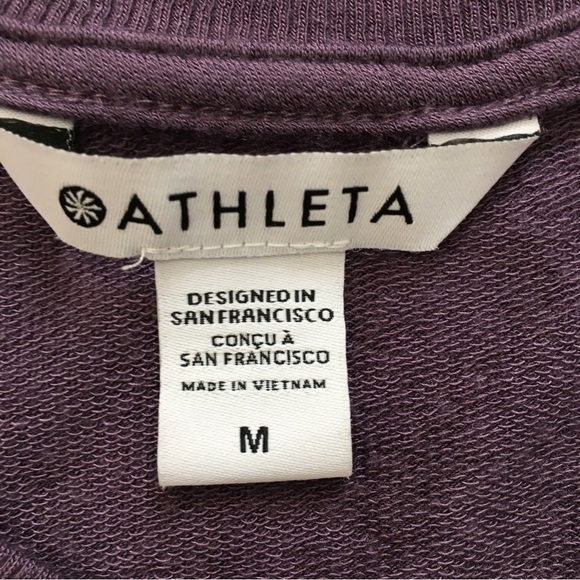 ATHLETA
DESIGNED IN
SAN FRANCISCO
CONÇU À
SAN FRANCISCO
MADE IN VIETNAM
M